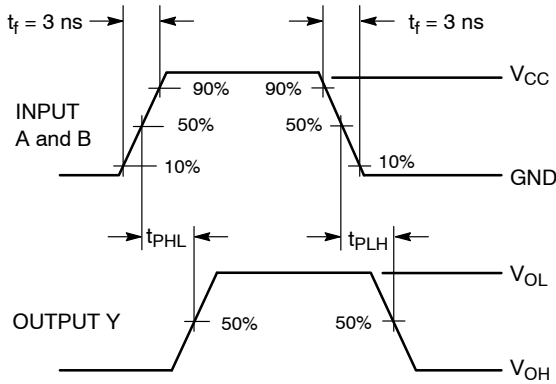 tf = 3 ns
tf = 3 ns
VCC
90%
90%
INPUT
A and B
50%
50%
10%
10%
GND
tPHL
tPLH
VOL
OUTPUT Y
50%
50%
VOH